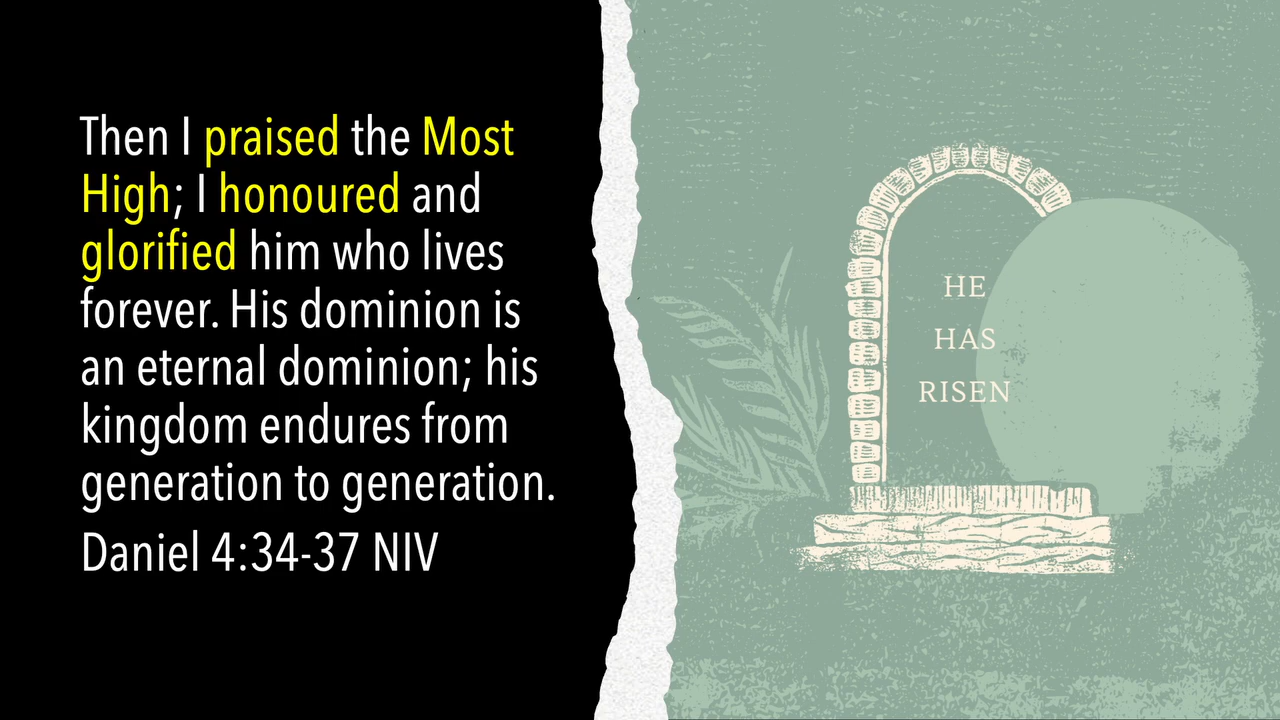 Then I praised the Most
High; I honoured and
glorified him who lives
forever. His dominion is
an eternal dominion; his
kingdom endures from
generation to generation.
Daniel 4:34-37 NIV
HE
HAS
RISEN